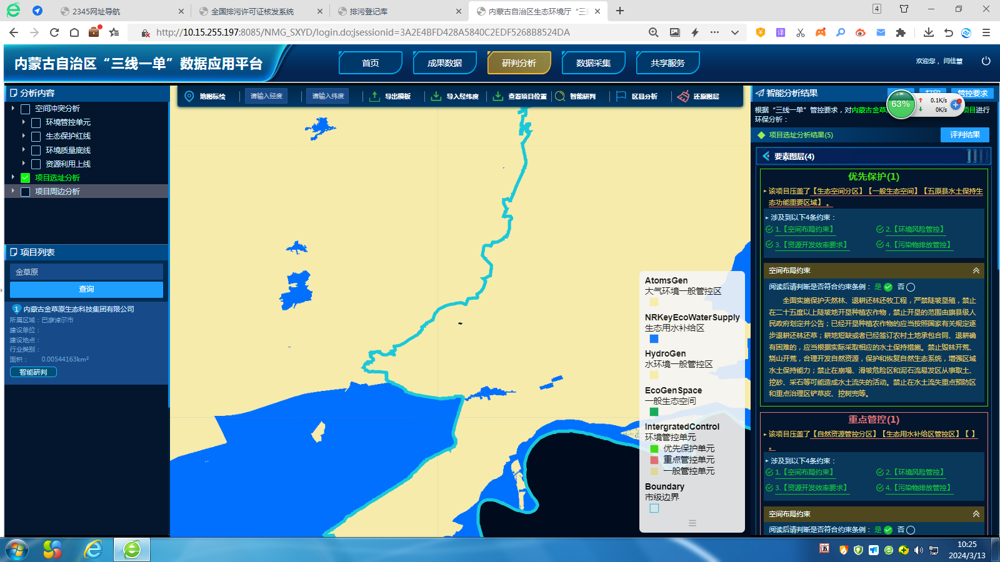 2345网址导航
全国排污许可证核发系统
排污登记库
内蒙古自治区生态环境厅“三线
4
http://10.15.255.197:8085/NMG_SXYD/login.do;jsessionid=3A2E4BFD428A5840C2EDF5268B8524DA
内蒙古自治区“三线一单”数据应用平台
首页
成果数据
研判分析
数据采集
共享服务
欢迎您，闫佳慧
分析内容
空间冲突分析
环境管控单元
生态保护红线
环境质量底线
资源利用上线
项目选址分析
项目周边分析
项目列表
金草原
查询
1 内蒙古金草原生态科技集团有限公司
所属区域：巴彦淖尔市
建设单位：
建设地点：
行业类别：
面积： 0.00544163km²
智能研判
地图标绘
请输入经度
请输入纬度
导出模板
导入经纬度
查看项目位置
智能研判
区县分析
还原图层
AtomsGen
大气环境一般管控区
NRKeyEcoWaterSupply
生态用水补给区
HydroGen
水环境一般管控区
EcoGenSpace
一般生态空间
IntergratedControl
环境管控单元
优先保护单元
重点管控单元
一般管控单元
Boundary
市级边界
智能分析结果
打印
管控要求
63%
0.1K/s
0K/s
根据“三线一单”管控要求，对内蒙古金草
项目进行
环保分析：
项目选址分析结果(5)
评判结果
要素图层(4)
优先保护(1)
该项目压盖了【生态空间分区】【一般生态空间】【五原县水土保持生
态功能重要区域】 。
涉及到以下4条约束：
1.【空间布局约束】
2.【环境风险管控】
3.【资源开发效率要求】
4.【污染物排放管控】
空间布局约束
阅读后请判断是否符合约束条例： 是 否
全面实施保护天然林、退耕还林还牧工程，严禁陡坡垦殖，禁止
在二十五度以上陡坡地开垦种植农作物，禁止开垦的范围由旗县级人
民政府划定并公告；已经开垦种植农作物的应当按照国家有关规定逐
步退耕还林还草；耕地短缺或者已经签订农村土地承包合同、退耕确
有困难的，应当根据实际采取相应的水土保持措施。禁止毁林开荒、
烧山开荒，合理开发自然资源，保护和恢复自然生态系统，增强区域
水土保持能力；禁止在崩塌、滑坡危险区和泥石流易发区从事取土、
挖砂、采石等可能造成水土流失的活动。禁止在水土流失重点预防区
和重点治理区铲草皮、挖树兜等。
重点管控(1)
该项目压盖了【自然资源管控分区】【生态用水补给区管控区】【 】
。
涉及到以下4条约束：
1.【空间布局约束】
2.【环境风险管控】
3.【资源开发效率要求】
4.【污染物排放管控】
空间布局约束
阅读后请判断是否符合约束条例： 是 否
五
10:25
2024/3/13